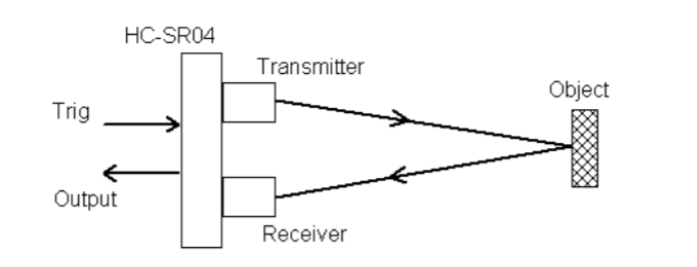 HC-SR04
Transmitter
Object
Trig
Output
Receiver